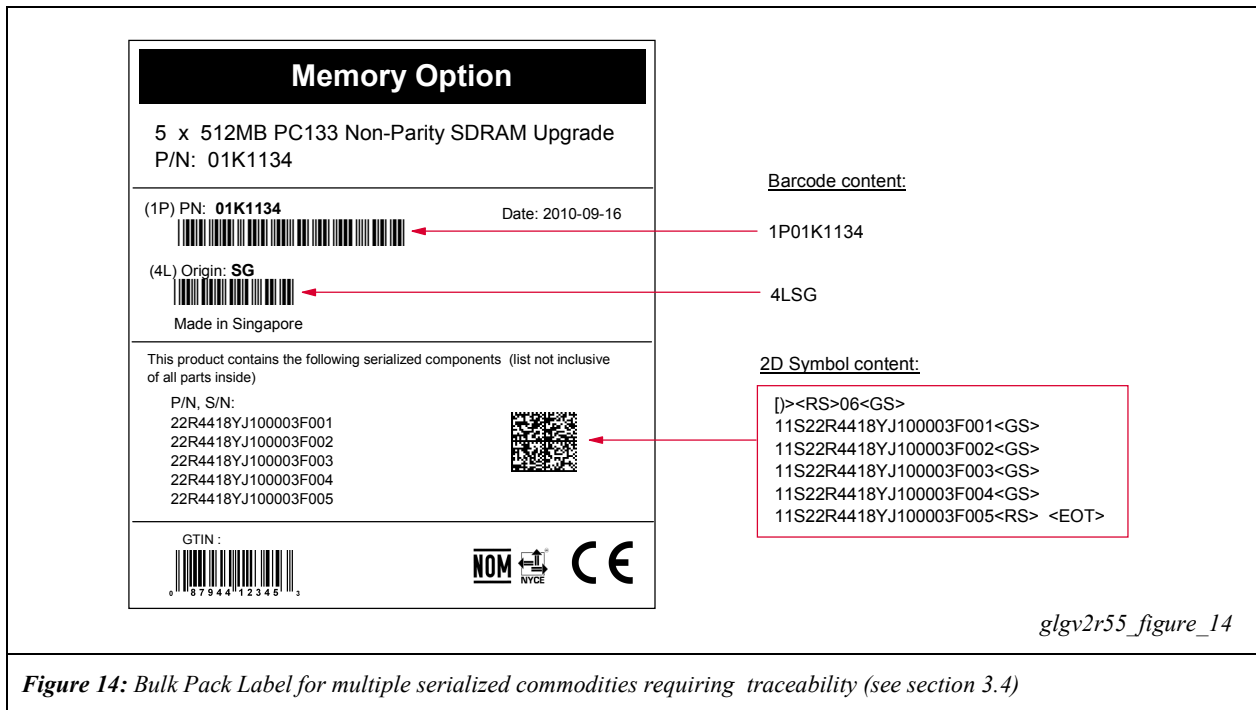 Memory Option
5 x 512MB PC133 Non-Parity SDRAM Upgrade
P/N: 01K1134
(1P) PN: 01K1134
Date: 2010-09-16
(4L) Origin: SG
Made in Singapore
This product contains the following serialized components (list not inclusive
of all parts inside)
P/N, S/N:
22R4418YJ100003F001
22R4418YJ100003F002
22R4418YJ100003F003
22R4418YJ100003F004
22R4418YJ100003F005
GTIN :
0 87944 12345 3
NOM
NYCE
CE
Barcode content:
1P01K1134
4LSG
2D Symbol content:
[)><RS>06<GS>
11S22R4418YJ100003F001<GS>
11S22R4418YJ100003F002<GS>
11S22R4418YJ100003F003<GS>
11S22R4418YJ100003F004<GS>
11S22R4418YJ100003F005<RS> <EOT>
glgv2r55_figure_14
Figure 14: Bulk Pack Label for multiple serialized commodities requiring traceability (see section 3.4)